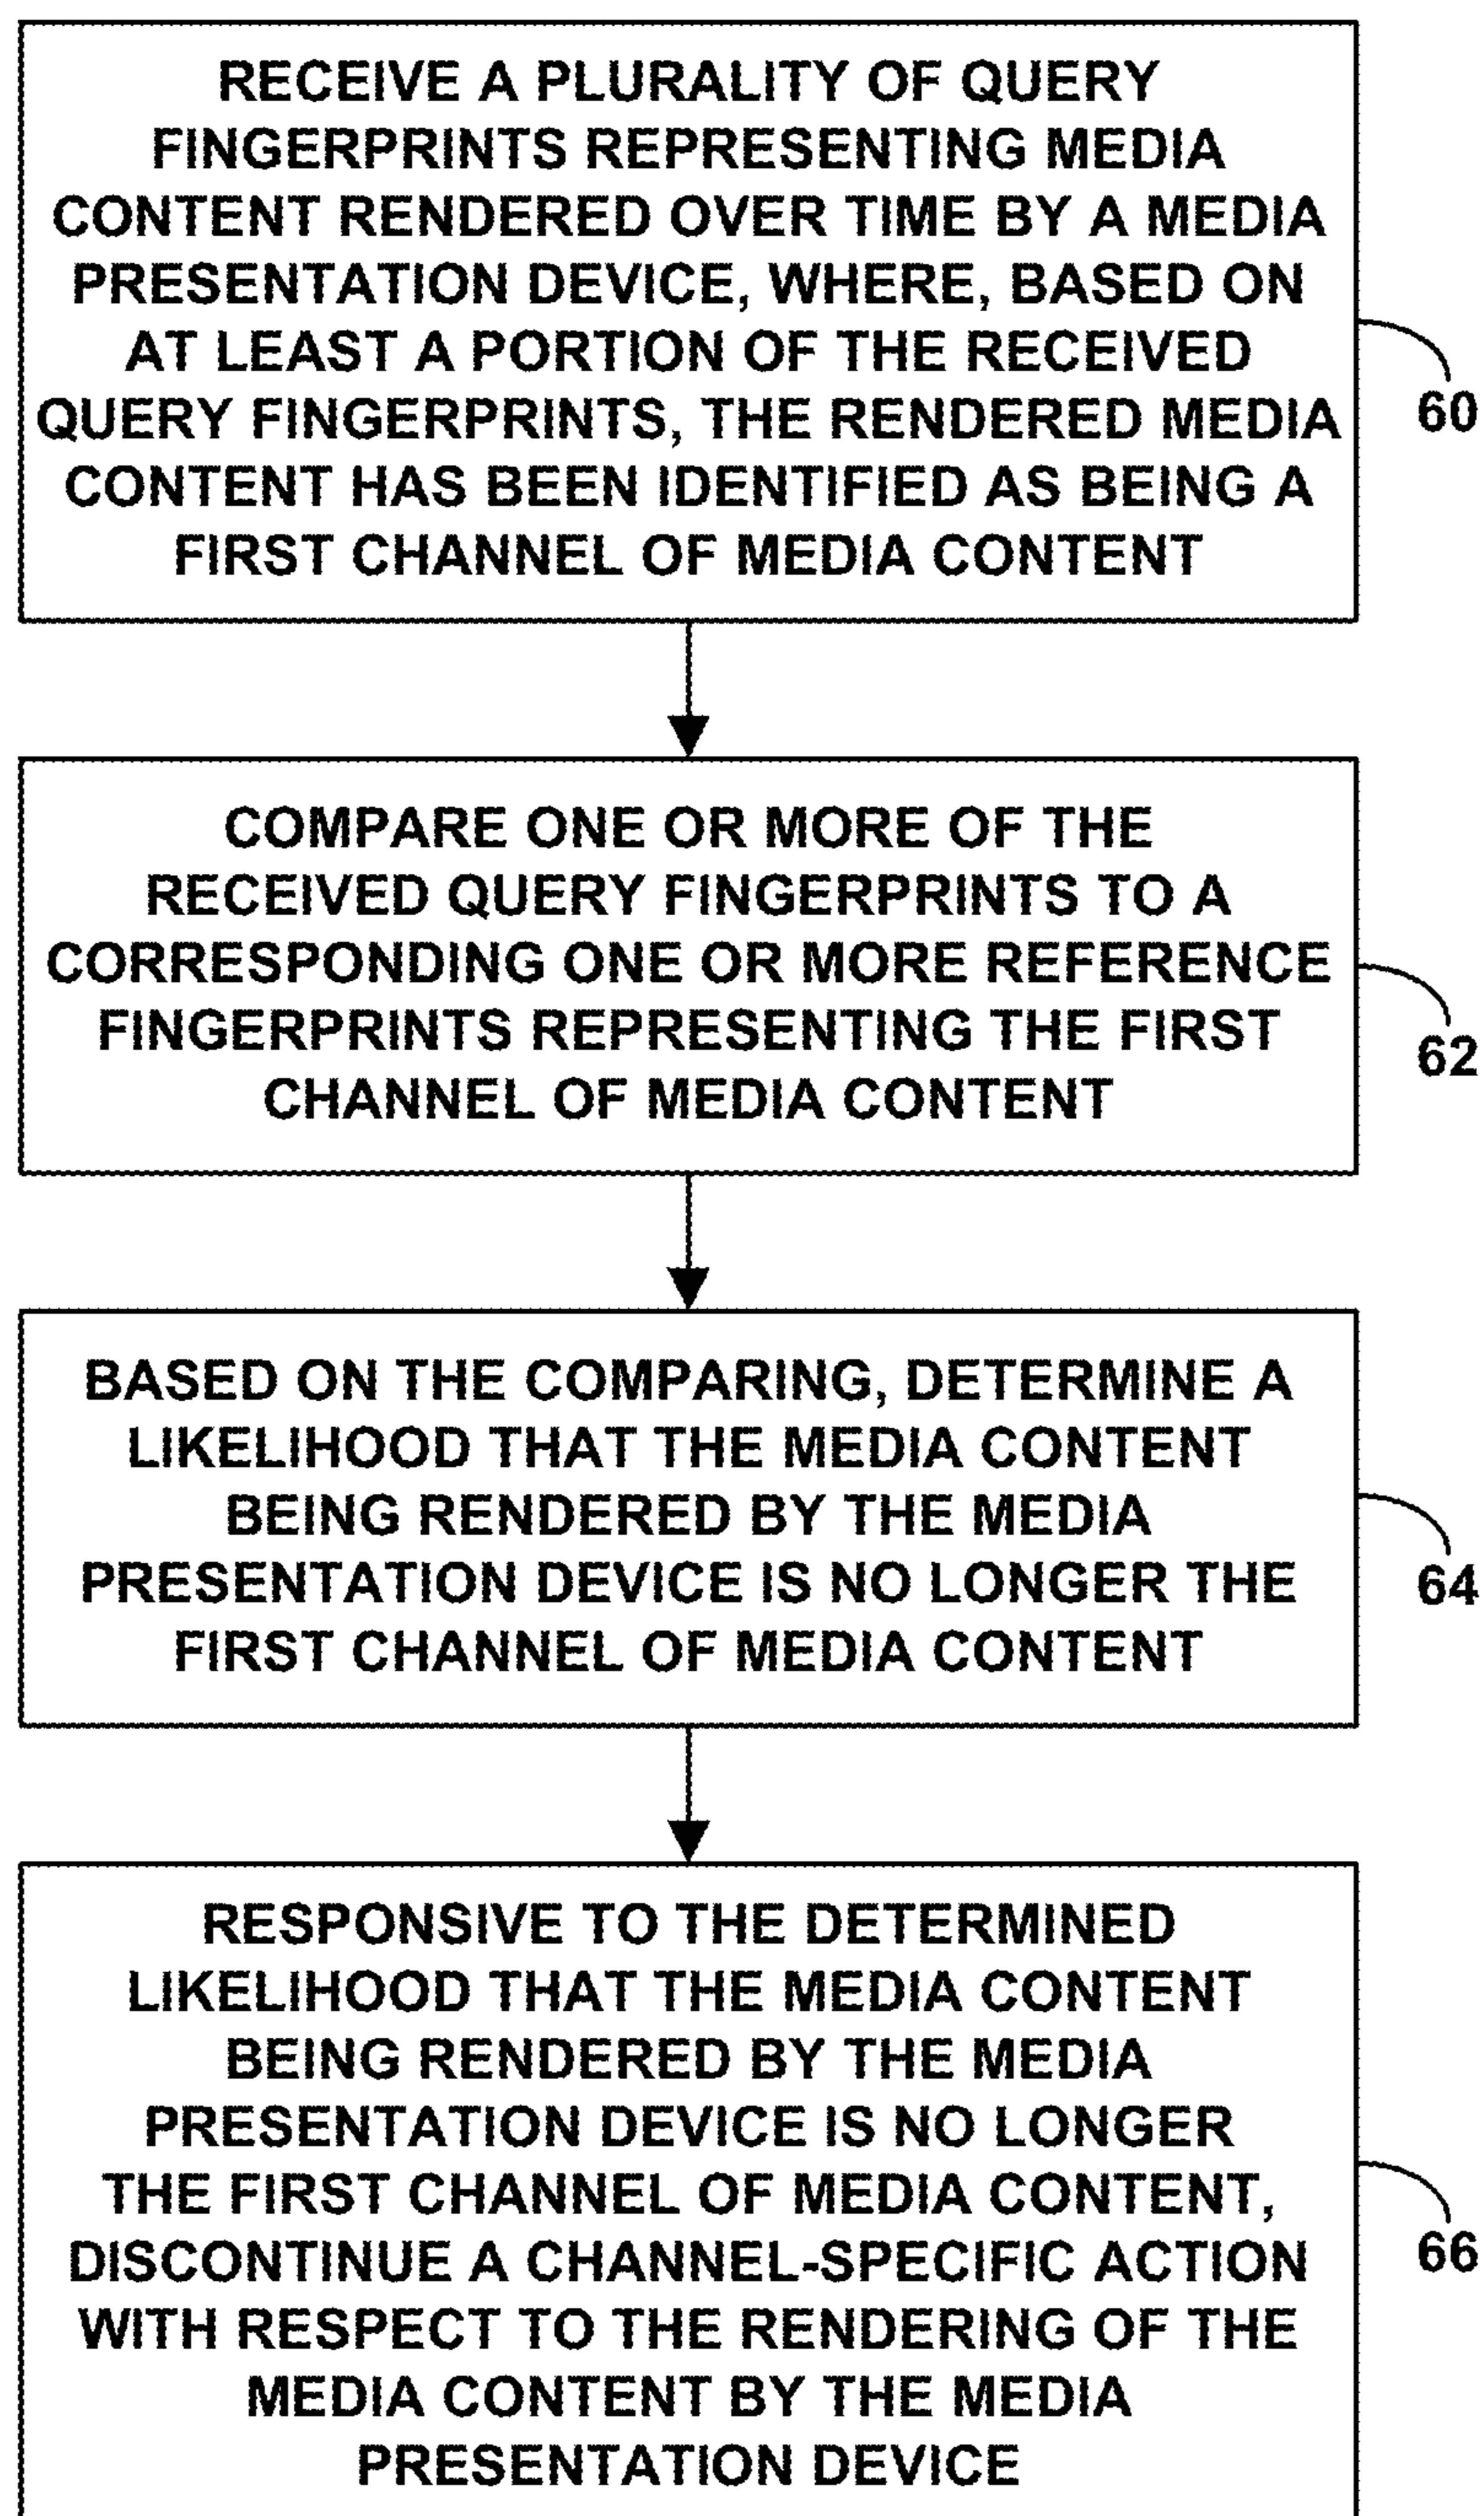 RECEIVE A PLURALITY OF QUERY
FINGERPRINTS REPRESENTING MEDIA
CONTENT RENDERED OVER TIME BY A MEDIA
PRESENTATION DEVICE, WHERE, BASED ON
AT LEAST A PORTION OF THE RECEIVED
QUERY FINGERPRINTS, THE RENDERED MEDIA
CONTENT HAS BEEN IDENTIFIED AS BEING A
FIRST CHANNEL OF MEDIA CONTENT
60
COMPARE ONE OR MORE OF THE
RECEIVED QUERY FINGERPRINTS TO A
CORRESPONDING ONE OR MORE REFERENCE
FINGERPRINTS REPRESENTING THE FIRST
CHANNEL OF MEDIA CONTENT
62
BASED ON THE COMPARING, DETERMINE A
LIKELIHOOD THAT THE MEDIA CONTENT
BEING RENDERED BY THE MEDIA
PRESENTATION DEVICE IS NO LONGER THE
FIRST CHANNEL OF MEDIA CONTENT
64
RESPONSIVE TO THE DETERMINED
LIKELIHOOD THAT THE MEDIA CONTENT
BEING RENDERED BY THE MEDIA
PRESENTATION DEVICE IS NO LONGER
THE FIRST CHANNEL OF MEDIA CONTENT,
DISCONTINUE A CHANNEL-SPECIFIC ACTION
WITH RESPECT TO THE RENDERING OF THE
MEDIA CONTENT BY THE MEDIA
PRESENTATION DEVICE
66